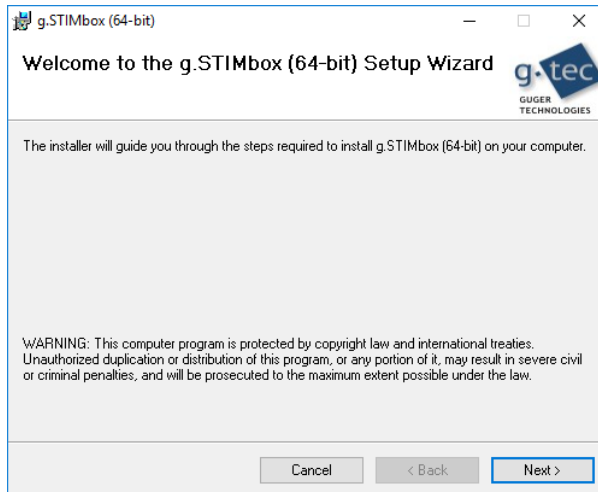 g.STIMbox (64-bit)
Welcome to the g.STIMbox (64-bit) Setup Wizard
g.tec
GUGER
TECHNOLOGIES
The installer will guide you through the steps required to install g.STIMbox (64-bit) on your computer.
WARNING: This computer program is protected by copyright law and international treaties.
Unauthorized duplication or distribution of this program, or any portion of it, may result in severe civil
or criminal penalties, and will be prosecuted to the maximum extent possible under the law.
Cancel < Back Next >